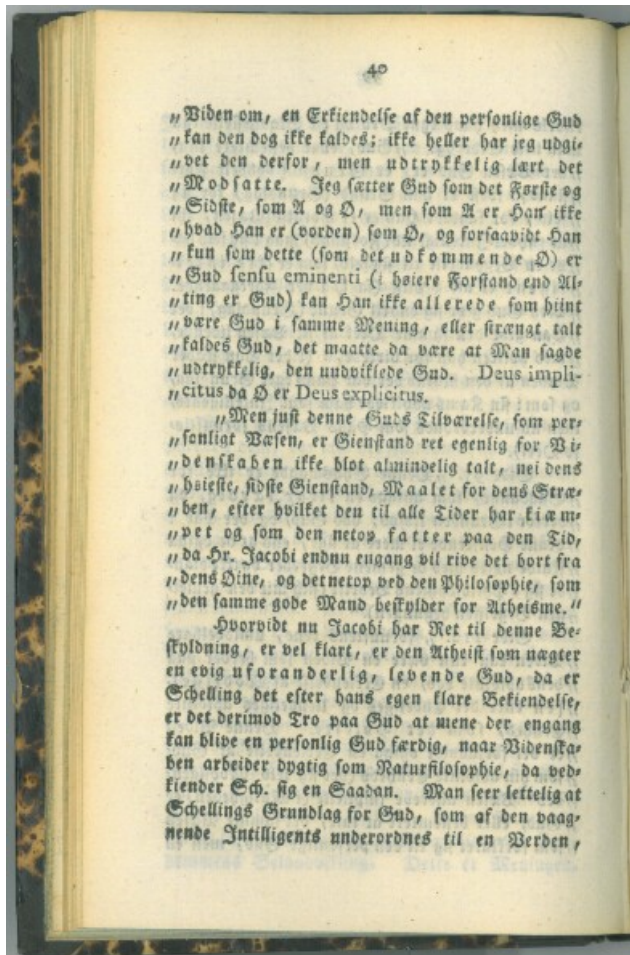 40
„Viden om, en Erkiendelse af den personlige Gud
„kan den dog ikke kaldes; ikke heller har jeg udgi-
„vet den derfor, men udtrykkelig lært det
„Modsatte. Jeg sætter Gud som det Første og
„Sidste, som A og O, men som A er Han ikke
„hvad Han er (vorden) som O, og forsaavidt Han
„kun som dette (som det udkommende O) er
„Gud sensu eminenti (i høiere Forstand end Al-
„ting er Gud) kan Han ikke allerede som hiint
„være Gud i samme Mening, eller strængt talt
„kaldes Gud, det maatte da være at Man sagde
„udtrykkelig, den uudviklede Gud. Deus impli-
„citus da O er Deus explicitus.
„Men just denne Guds Tilværelse, som per-
„sonligt Væsen, er Gienstand ret egenlig for Vi-
„denskaben ikke blot almindelig talt, nei dens
„høieste, sidste Gienstand, Maalet for dens Stræ-
„ben, efter hvilket den til alle Tider har kiæm-
„pet og som den netop fatter paa den Tid,
„da Hr. Jacobi endnu engang vil rive det bort fra
„dens Øine, og det netop ved den Philosophie, som
„den samme gode Mand beskylder for Atheisme.“
Hvorvidt nu Jacobi har Ret til denne Be-
skyldning, er vel klart, er den Atheist som nægter
en evig uforanderlig, levende Gud, da er
Schelling det efter hans egen klare Bekiendelse,
er det derimod Tro paa Gud at mene der engang
kan blive en personlig Gud færdig, naar Videnska-
ben arbeider dygtig som Naturfilosophie, da ved-
kiender Sch. sig en Saadan. Man seer lettelig at
Schellings Grundlag for Gud, som af den vaag-
nende Intilligents underordnes til en Verden,